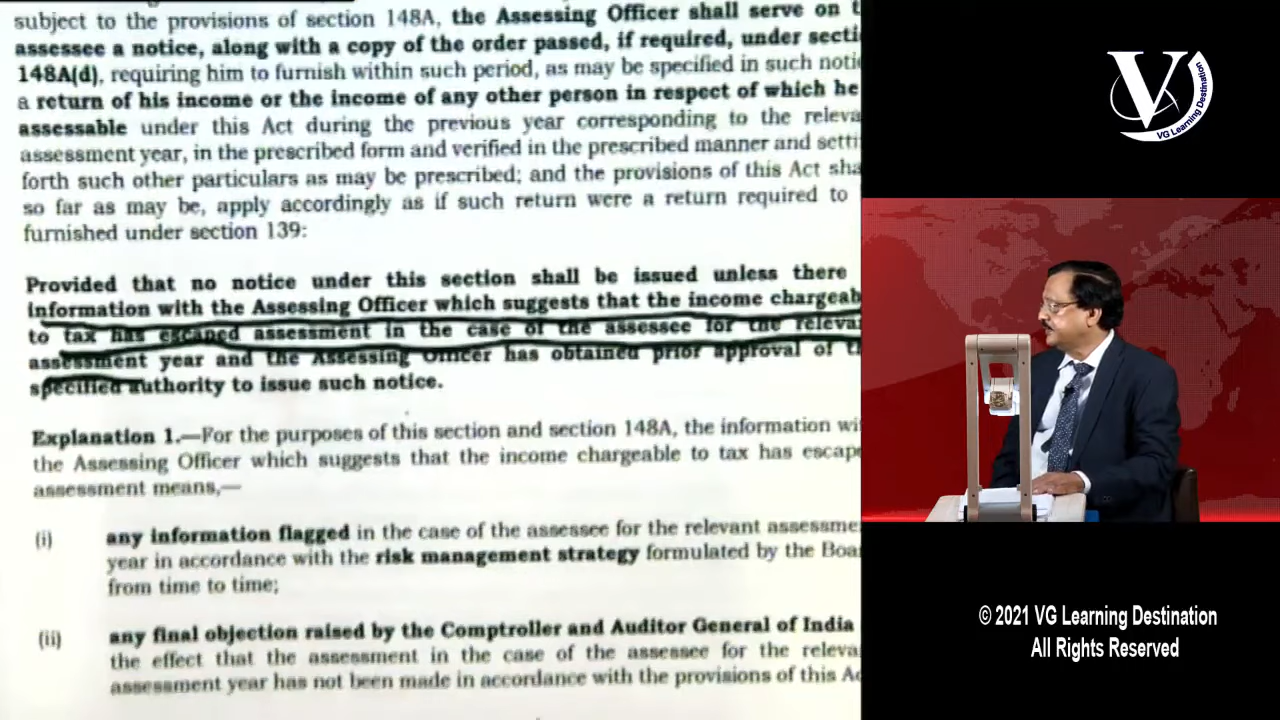 subject to the provisions of section 148A, the Assessing Officer shall serve on t
assessee a notice, along with a copy of the order passed, if required, under secti
148A(d), requiring him to furnish within such period, as may be specified in such noti
a return of his income or the income of any other person in respect of which he
assessable under this Act during the previous year corresponding to the releva
assessment year, in the prescribed form and verified in the prescribed manner and setti
forth such other particulars as may be prescribed; and the provisions of this Act sha
so far as may be, apply accordingly as if such return were a return required to
furnished under section 139:
Provided that no notice under this section shall be issued unless there
information with the Assessing Officer which suggests that the income chargeab
to tax has escaped assessment in the case of the assessee for the releva
assessment year and the Assessing Officer has obtained prior approval of t
specified authority to issue such notice.
Explanation 1.—For the purposes of this section and section 148A, the information wi
the Assessing Officer which suggests that the income chargeable to tax has escape
assessment means,—
(i) any information flagged in the case of the assessee for the relevant assessme
year in accordance with the risk management strategy formulated by the Boa
from time to time;
(ii) any final objection raised by the Comptroller and Auditor General of India
the effect that the assessment in the case of the assessee for the releva
assessment year has not been made in accordance with the provisions of this Ac
V
VG Learning Destination
© 2021 VG Learning Destination
All Rights Reserved